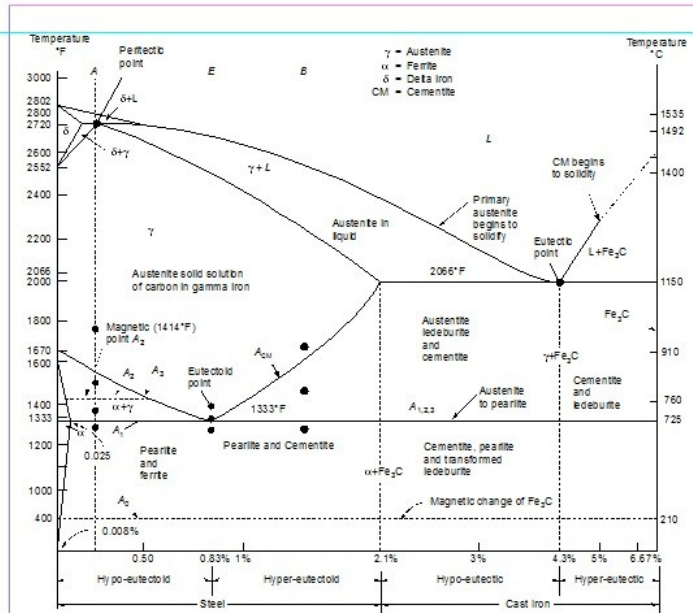 Temperature
°F
A
Peritectic
point
E
B
γ = Austenite
α = Ferrite
δ = Delta iron
CM = Cementite
Temperature
°C
3000
2802
2800
2720
2600
2552
2400
2200
2066
2000
1800
1670
1600
1400
1333
1200
1000
400
1535
1492
1400
1150
910
760
725
210
δ+L
δ
δ+γ
γ+L
L
CM begins
to solidify
Primary
austenite
begins to
solidify
Austenite in
liquid
Eutectic
point
L+Fe₃C
γ
Austenite solid solution
of carbon in gamma iron
2066°F
Magnetic (1414°F)
point A₂
Austenite
ledeburite
and
cementite
Fe₃C
γ+Fe₃C
A₂
A₃
Eutectoid
point
A_CM
α+γ
1333°F
A₁,₂,₃
Austenite
to pearlite
Cementite
and
ledeburite
α
0.025
A₁
Pearlite
and
ferrite
Pearlite and Cementite
α+Fe₃C
Cementite, pearlite
and transformed
ledeburite
A₀
Magnetic change of Fe₃C
0.008%
0.50 0.83% 1% 2.1% 3% 4.3% 5% 6.67%
Hypo-eutectoid Hyper-eutectoid Hypo-eutectic Hyper-eutectic
Steel Cast Iron